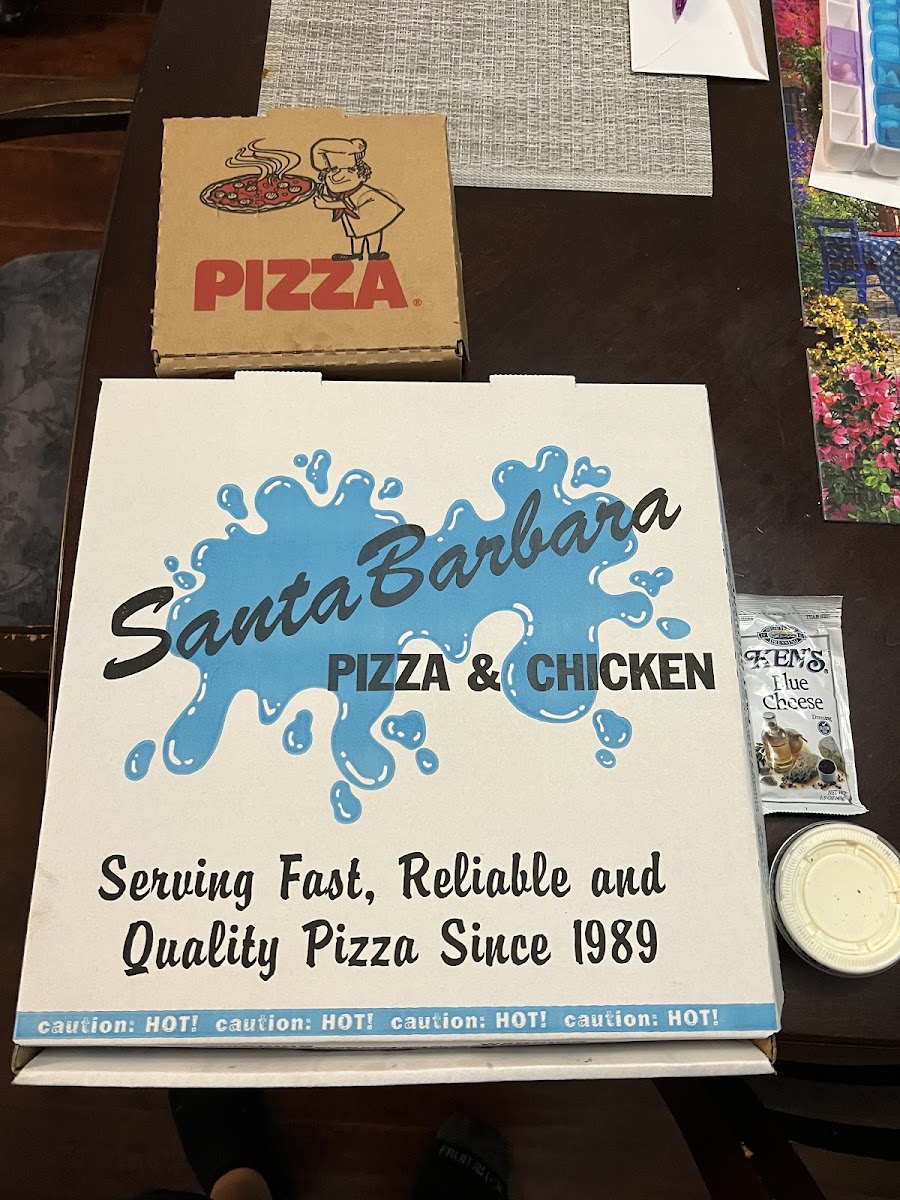 PIZZA®
Santa Barbara
PIZZA & CHICKEN
KEN'S®
Blue
Cheese
Dressing
Serving Fast, Reliable and
Quality Pizza Since 1989
caution: HOT! caution: HOT! caution: HOT! caution: HOT!